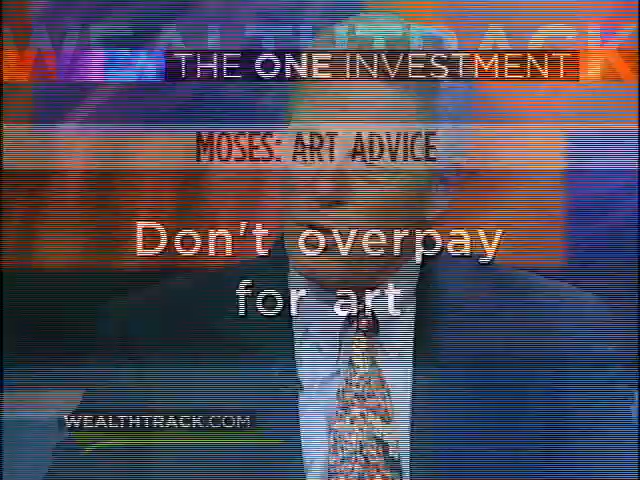 WEALTHTRACK
THE ONE INVESTMENT
MOSES: ART ADVICE
Don't overpay
for art
WEALTHTRACK.COM